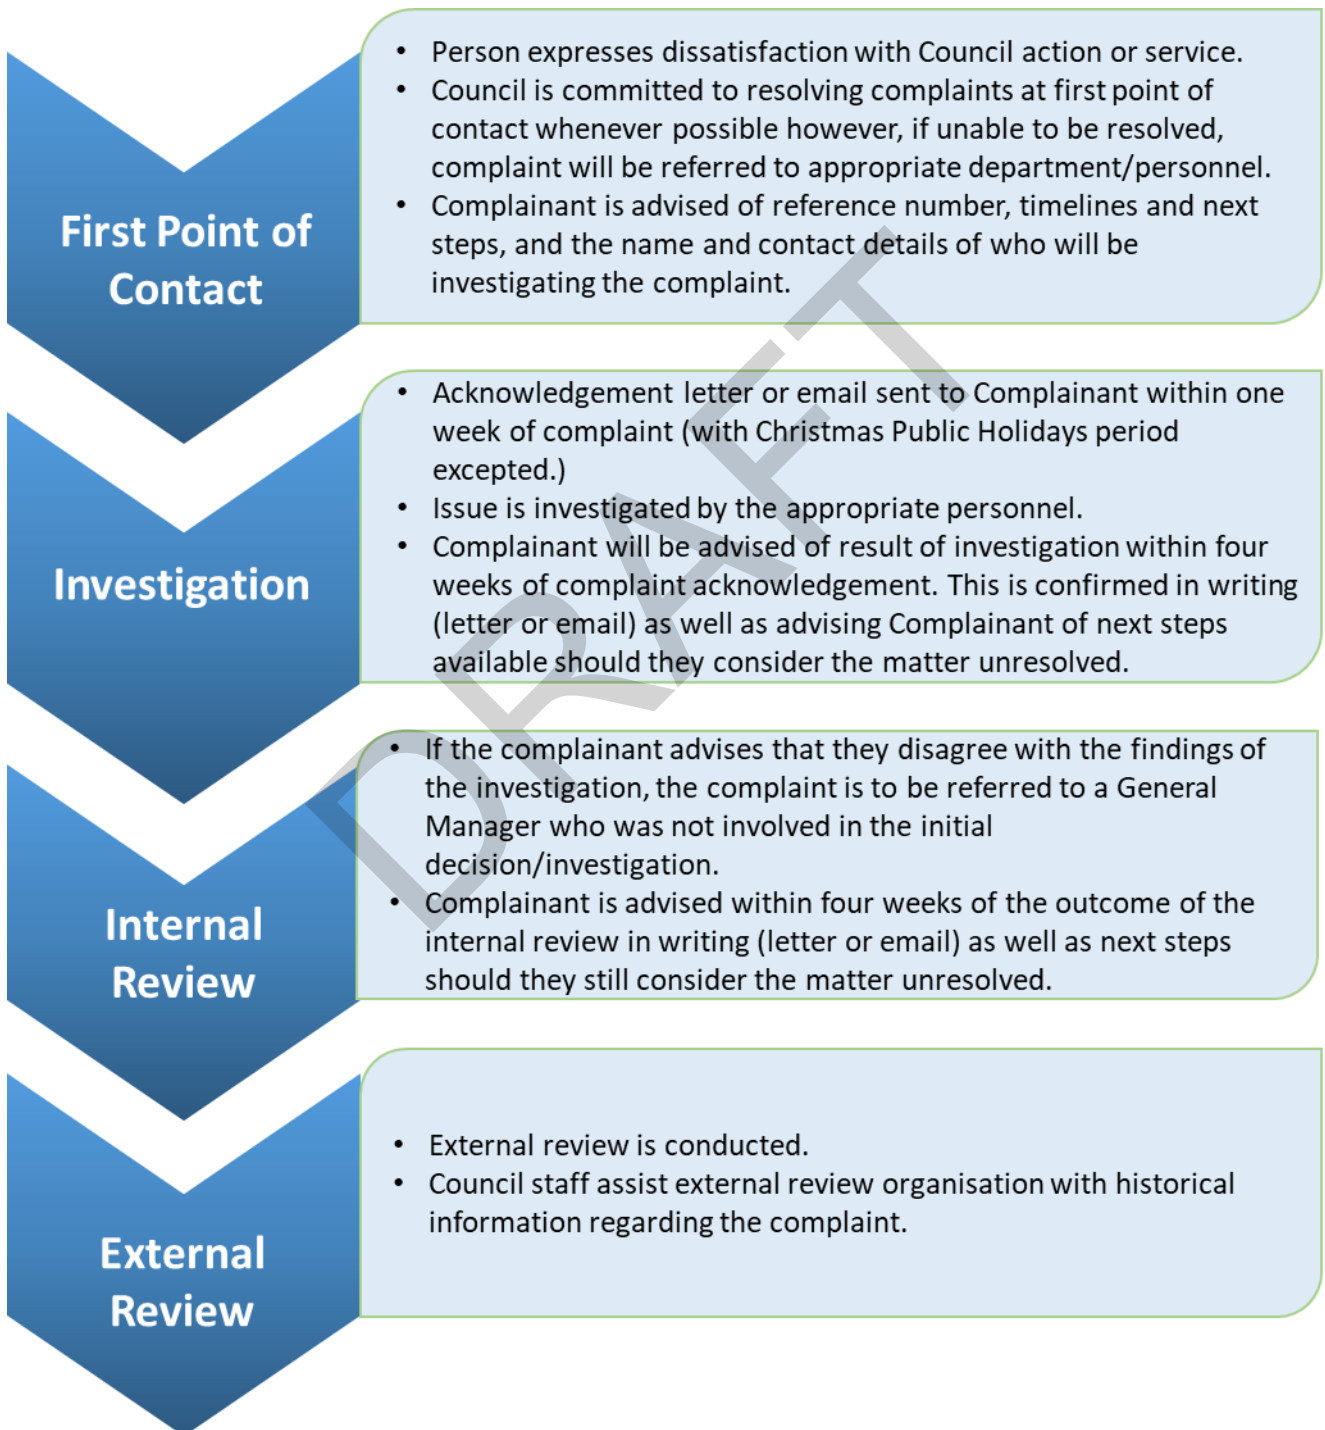 First Point of
Contact
• Person expresses dissatisfaction with Council action or service.
• Council is committed to resolving complaints at first point of
contact whenever possible however, if unable to be resolved,
complaint will be referred to appropriate department/personnel.
• Complainant is advised of reference number, timelines and next
steps, and the name and contact details of who will be
investigating the complaint.
Investigation
• Acknowledgement letter or email sent to Complainant within one
week of complaint (with Christmas Public Holidays period
excepted.)
• Issue is investigated by the appropriate personnel.
• Complainant will be advised of result of investigation within four
weeks of complaint acknowledgement. This is confirmed in writing
(letter or email) as well as advising Complainant of next steps
available should they consider the matter unresolved.
Internal
Review
• If the complainant advises that they disagree with the findings of
the investigation, the complaint is to be referred to a General
Manager who was not involved in the initial
decision/investigation.
• Complainant is advised within four weeks of the outcome of the
internal review in writing (letter or email) as well as next steps
should they still consider the matter unresolved.
External
Review
• External review is conducted.
• Council staff assist external review organisation with historical
information regarding the complaint.
DRAFT